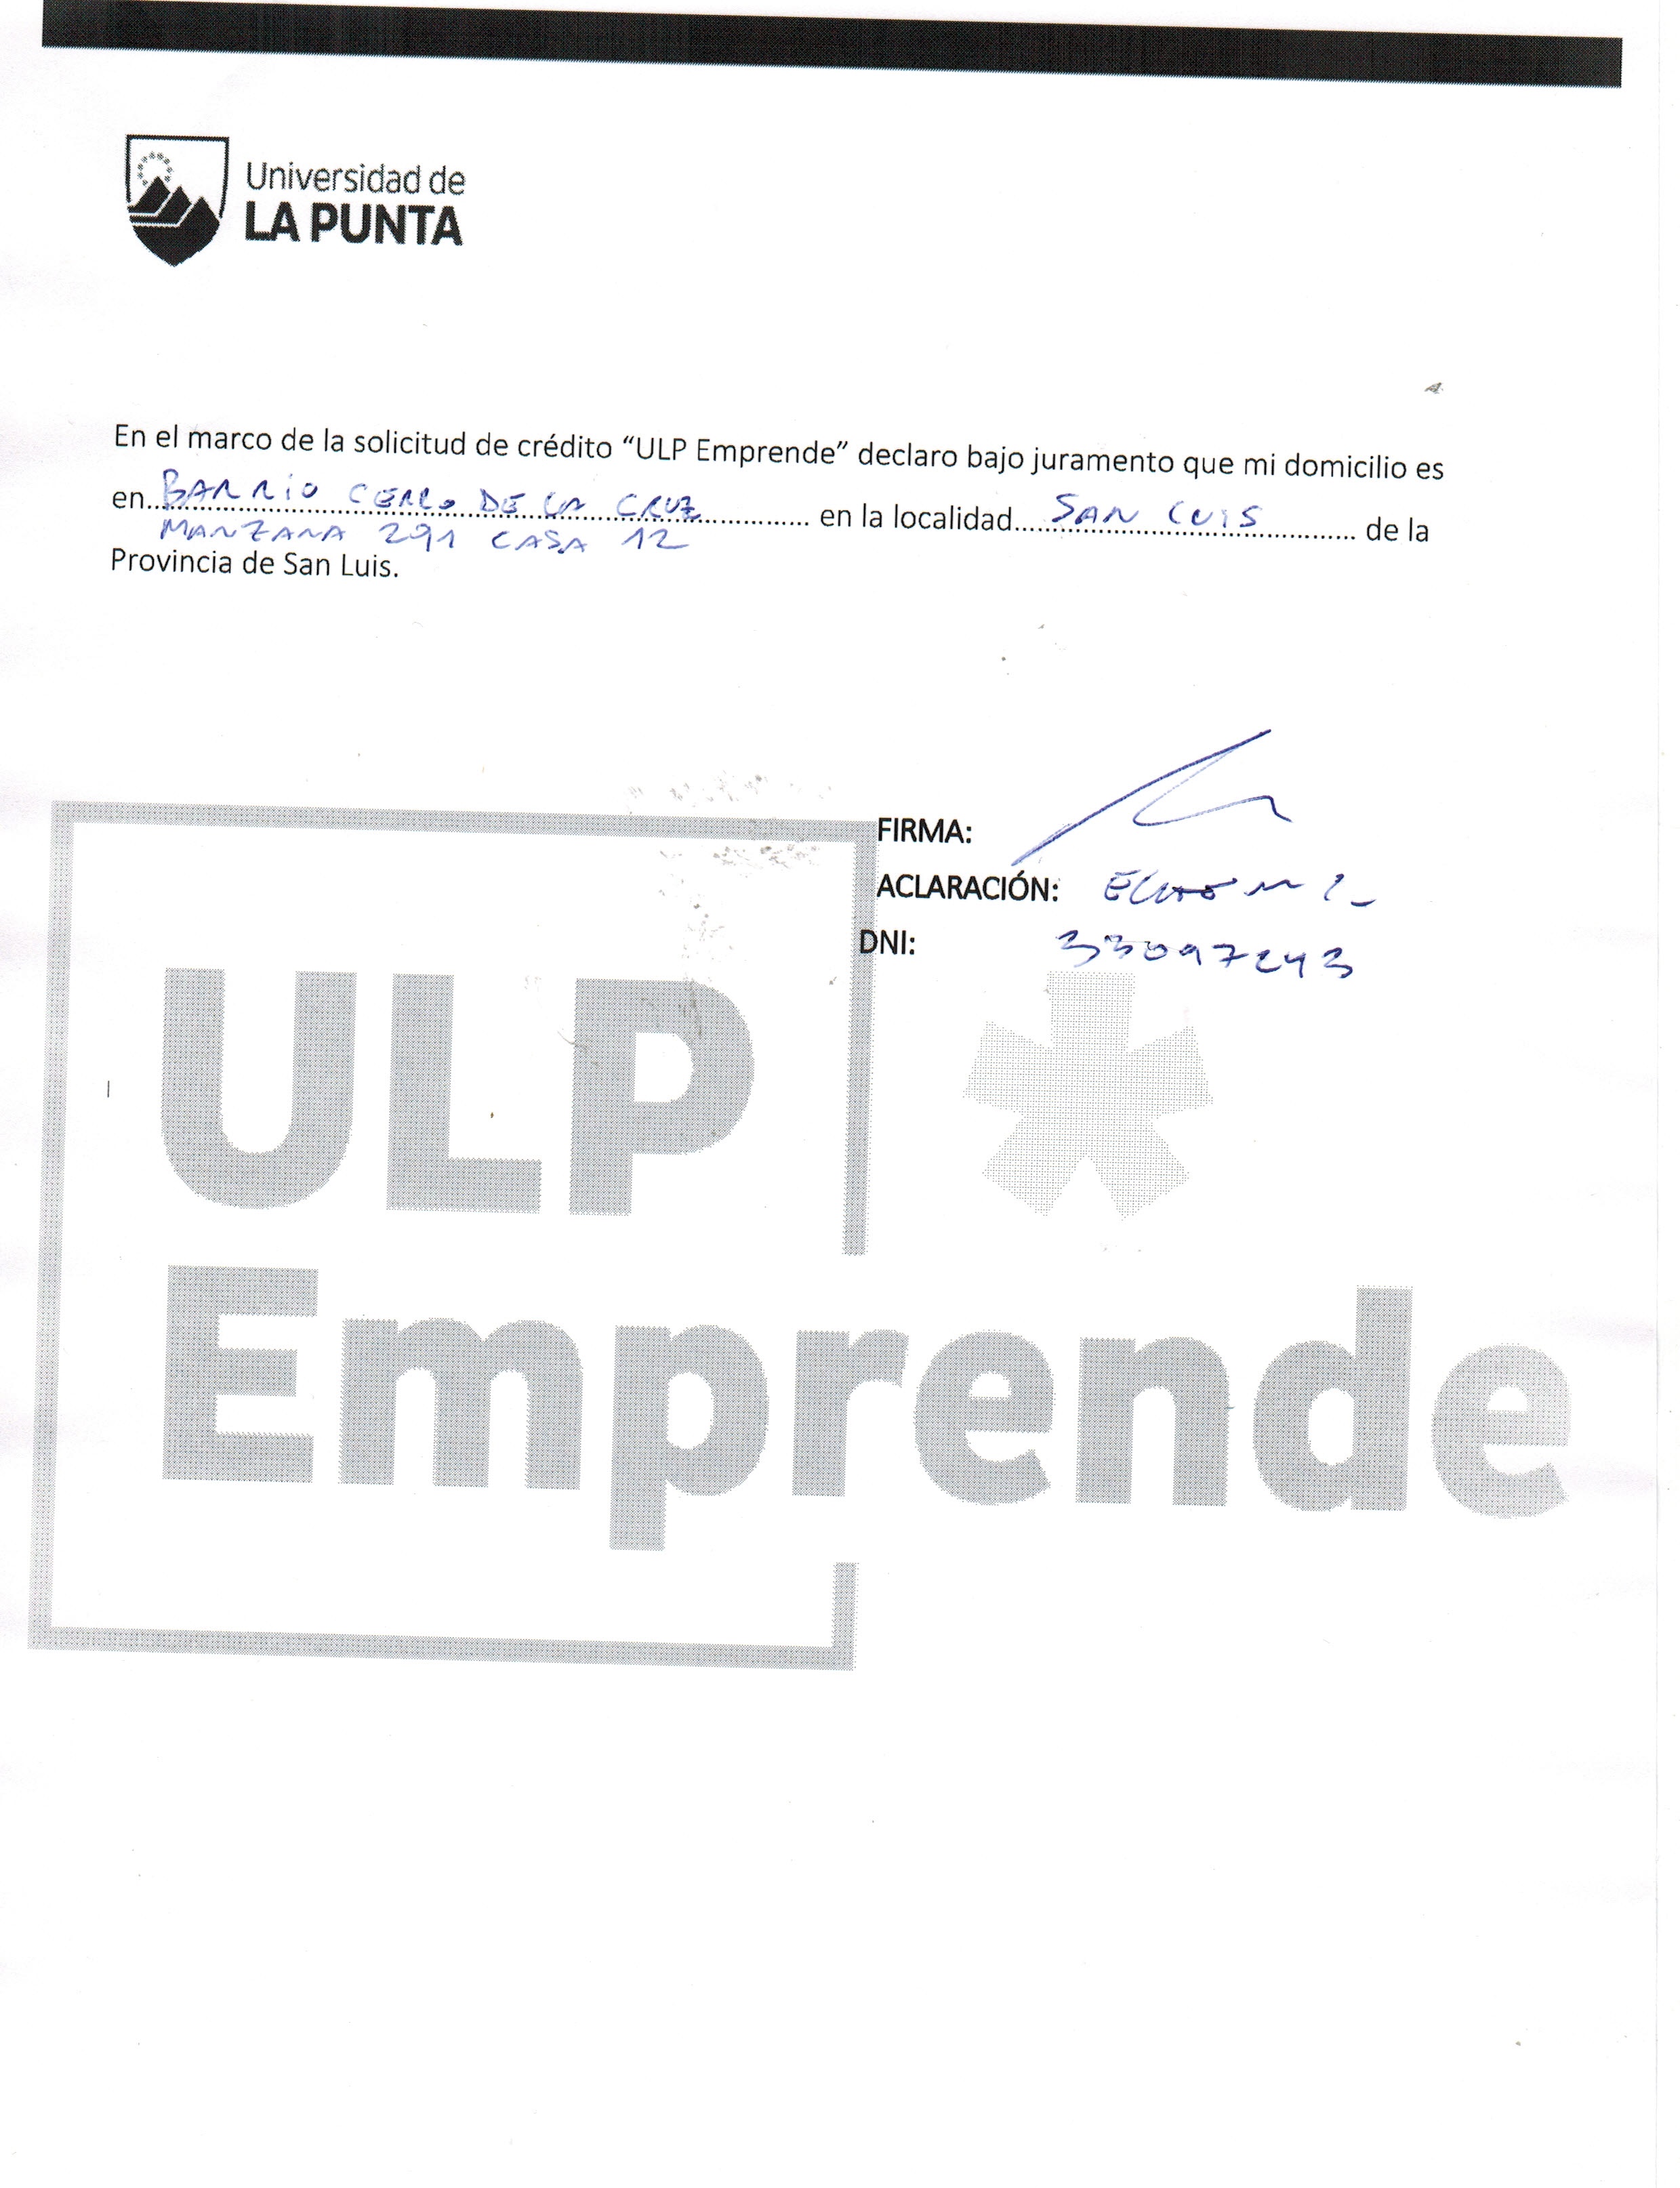 Universidad de
LA PUNTA
En el marco de la solicitud de crédito “ULP Emprende” declaro bajo juramento que mi domicilio es
en..BARRIO CERRO DE LA CRUZ.............. en la localidad.....SAN LUIS............. de la
MANZANA 291 CASA 12
Provincia de San Luis.
FIRMA:
ACLARACIÓN:
DNI: 33097243
ULP
Emprende